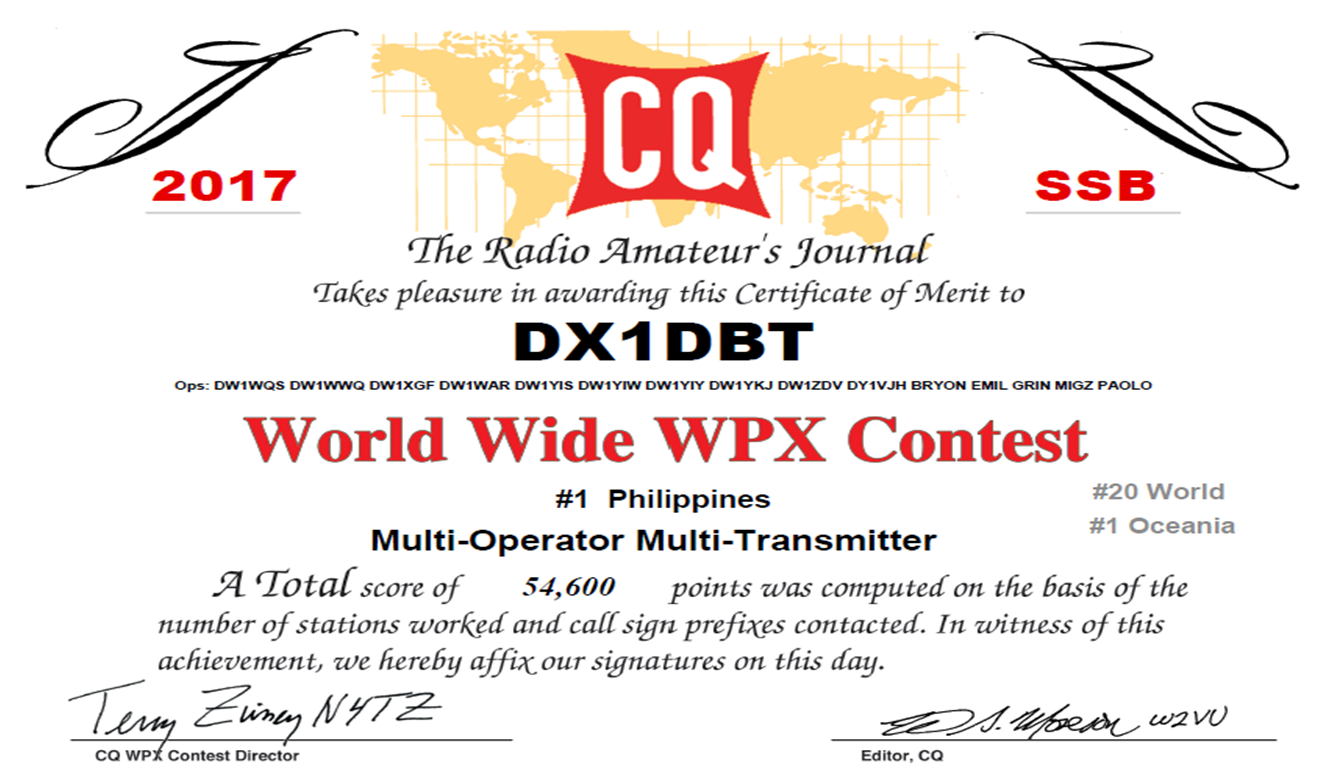 2017
CQ
SSB
The Radio Amateur's Journal
Takes pleasure in awarding this Certificate of Merit to
DX1DBT
Ops: DW1WQS DW1WWQ DW1XGF DW1WAR DW1YIS DW1YIW DW1YIY DW1YKJ DW1ZDV DY1VJH BRYON EMIL GRIN MIGZ PAOLO
World Wide WPX Contest
#1 Philippines
#20 World
#1 Oceania
Multi-Operator Multi-Transmitter
A Total score of 54,600 points was computed on the basis of the
number of stations worked and call sign prefixes contacted. In witness of this
achievement, we hereby affix our signatures on this day.
Terry N4TZ
W2VU
CQ WPX Contest Director
Editor, CQ